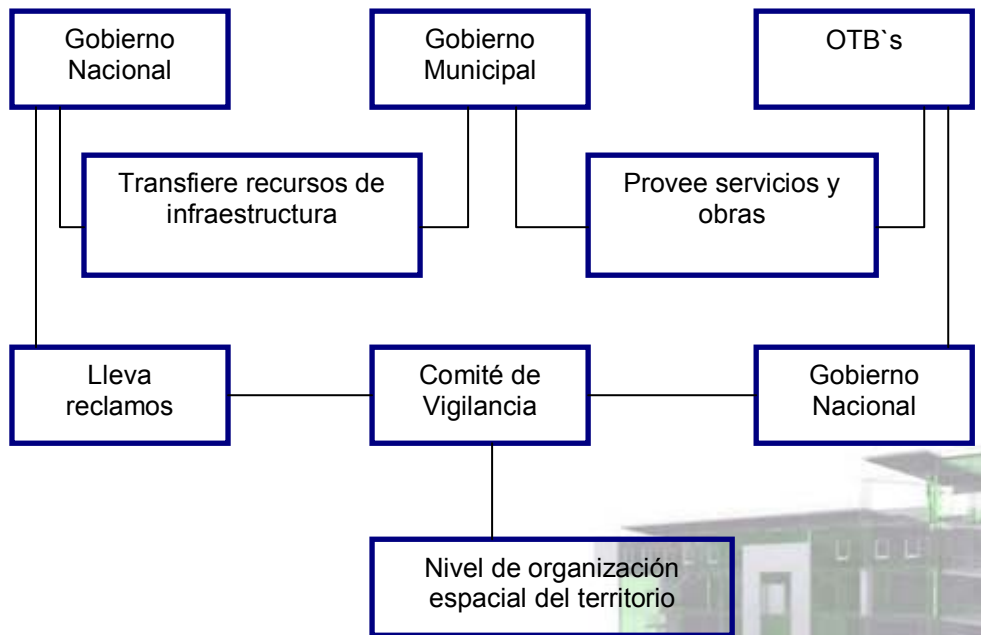 Gobierno
Nacional
Gobierno
Municipal
OTB`s
Transfiere recursos de
infraestructura
Provee servicios y
obras
Lleva
reclamos
Comité de
Vigilancia
Gobierno
Nacional
Nivel de organización
espacial del territorio